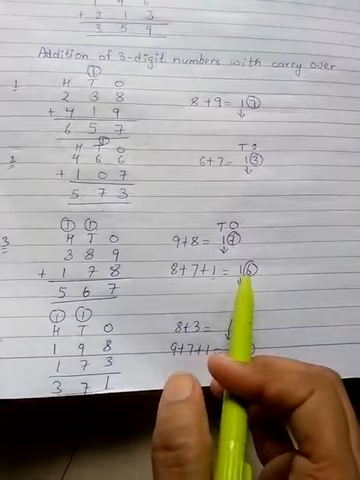 + 2 1 3
3 5 9
Addition of 3-digit numbers with carry over
1
1
H T O
2 3 8
+ 4 1 9
6 5 7
8+9 = 17
2
1
H T O
4 6 6
+ 1 0 7
5 7 3
6+7 = 13
T O
3
1 1
H T O
3 8 9
+ 1 7 8
5 6 7
T O
9+8 = 17
8+7+1 = 16
1 1
H T O
1 9 8
1 7 3
3 7 1
8+3 =
9+7+1